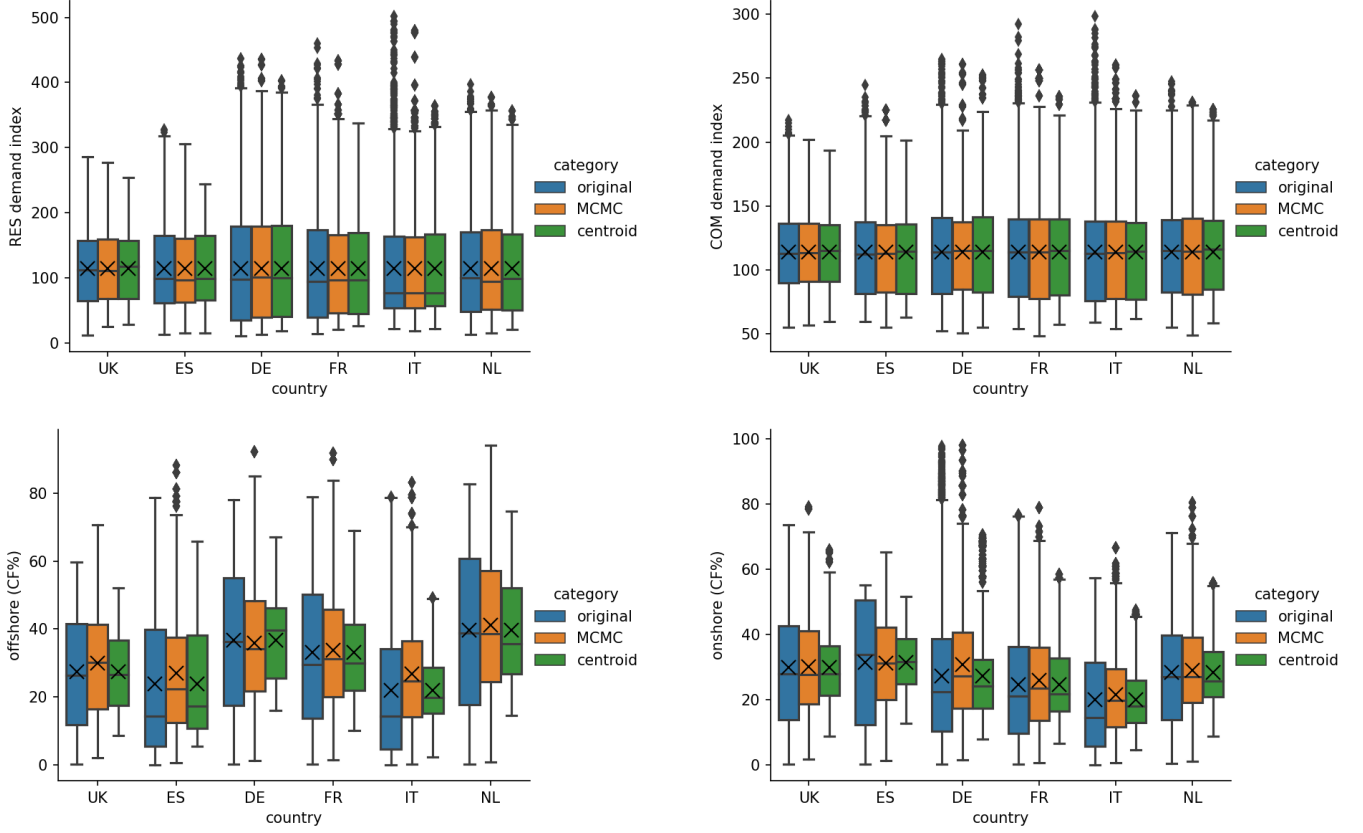 RES demand index
500
400
300
200
100
0
UK ES DE FR IT NL
country
category
original
MCMC
centroid
COM demand index
300
250
200
150
100
50
UK ES DE FR IT NL
country
category
original
MCMC
centroid
offshore (CF%)
80
60
40
20
0
UK ES DE FR IT NL
country
category
original
MCMC
centroid
onshore (CF%)
100
80
60
40
20
0
UK ES DE FR IT NL
country
category
original
MCMC
centroid